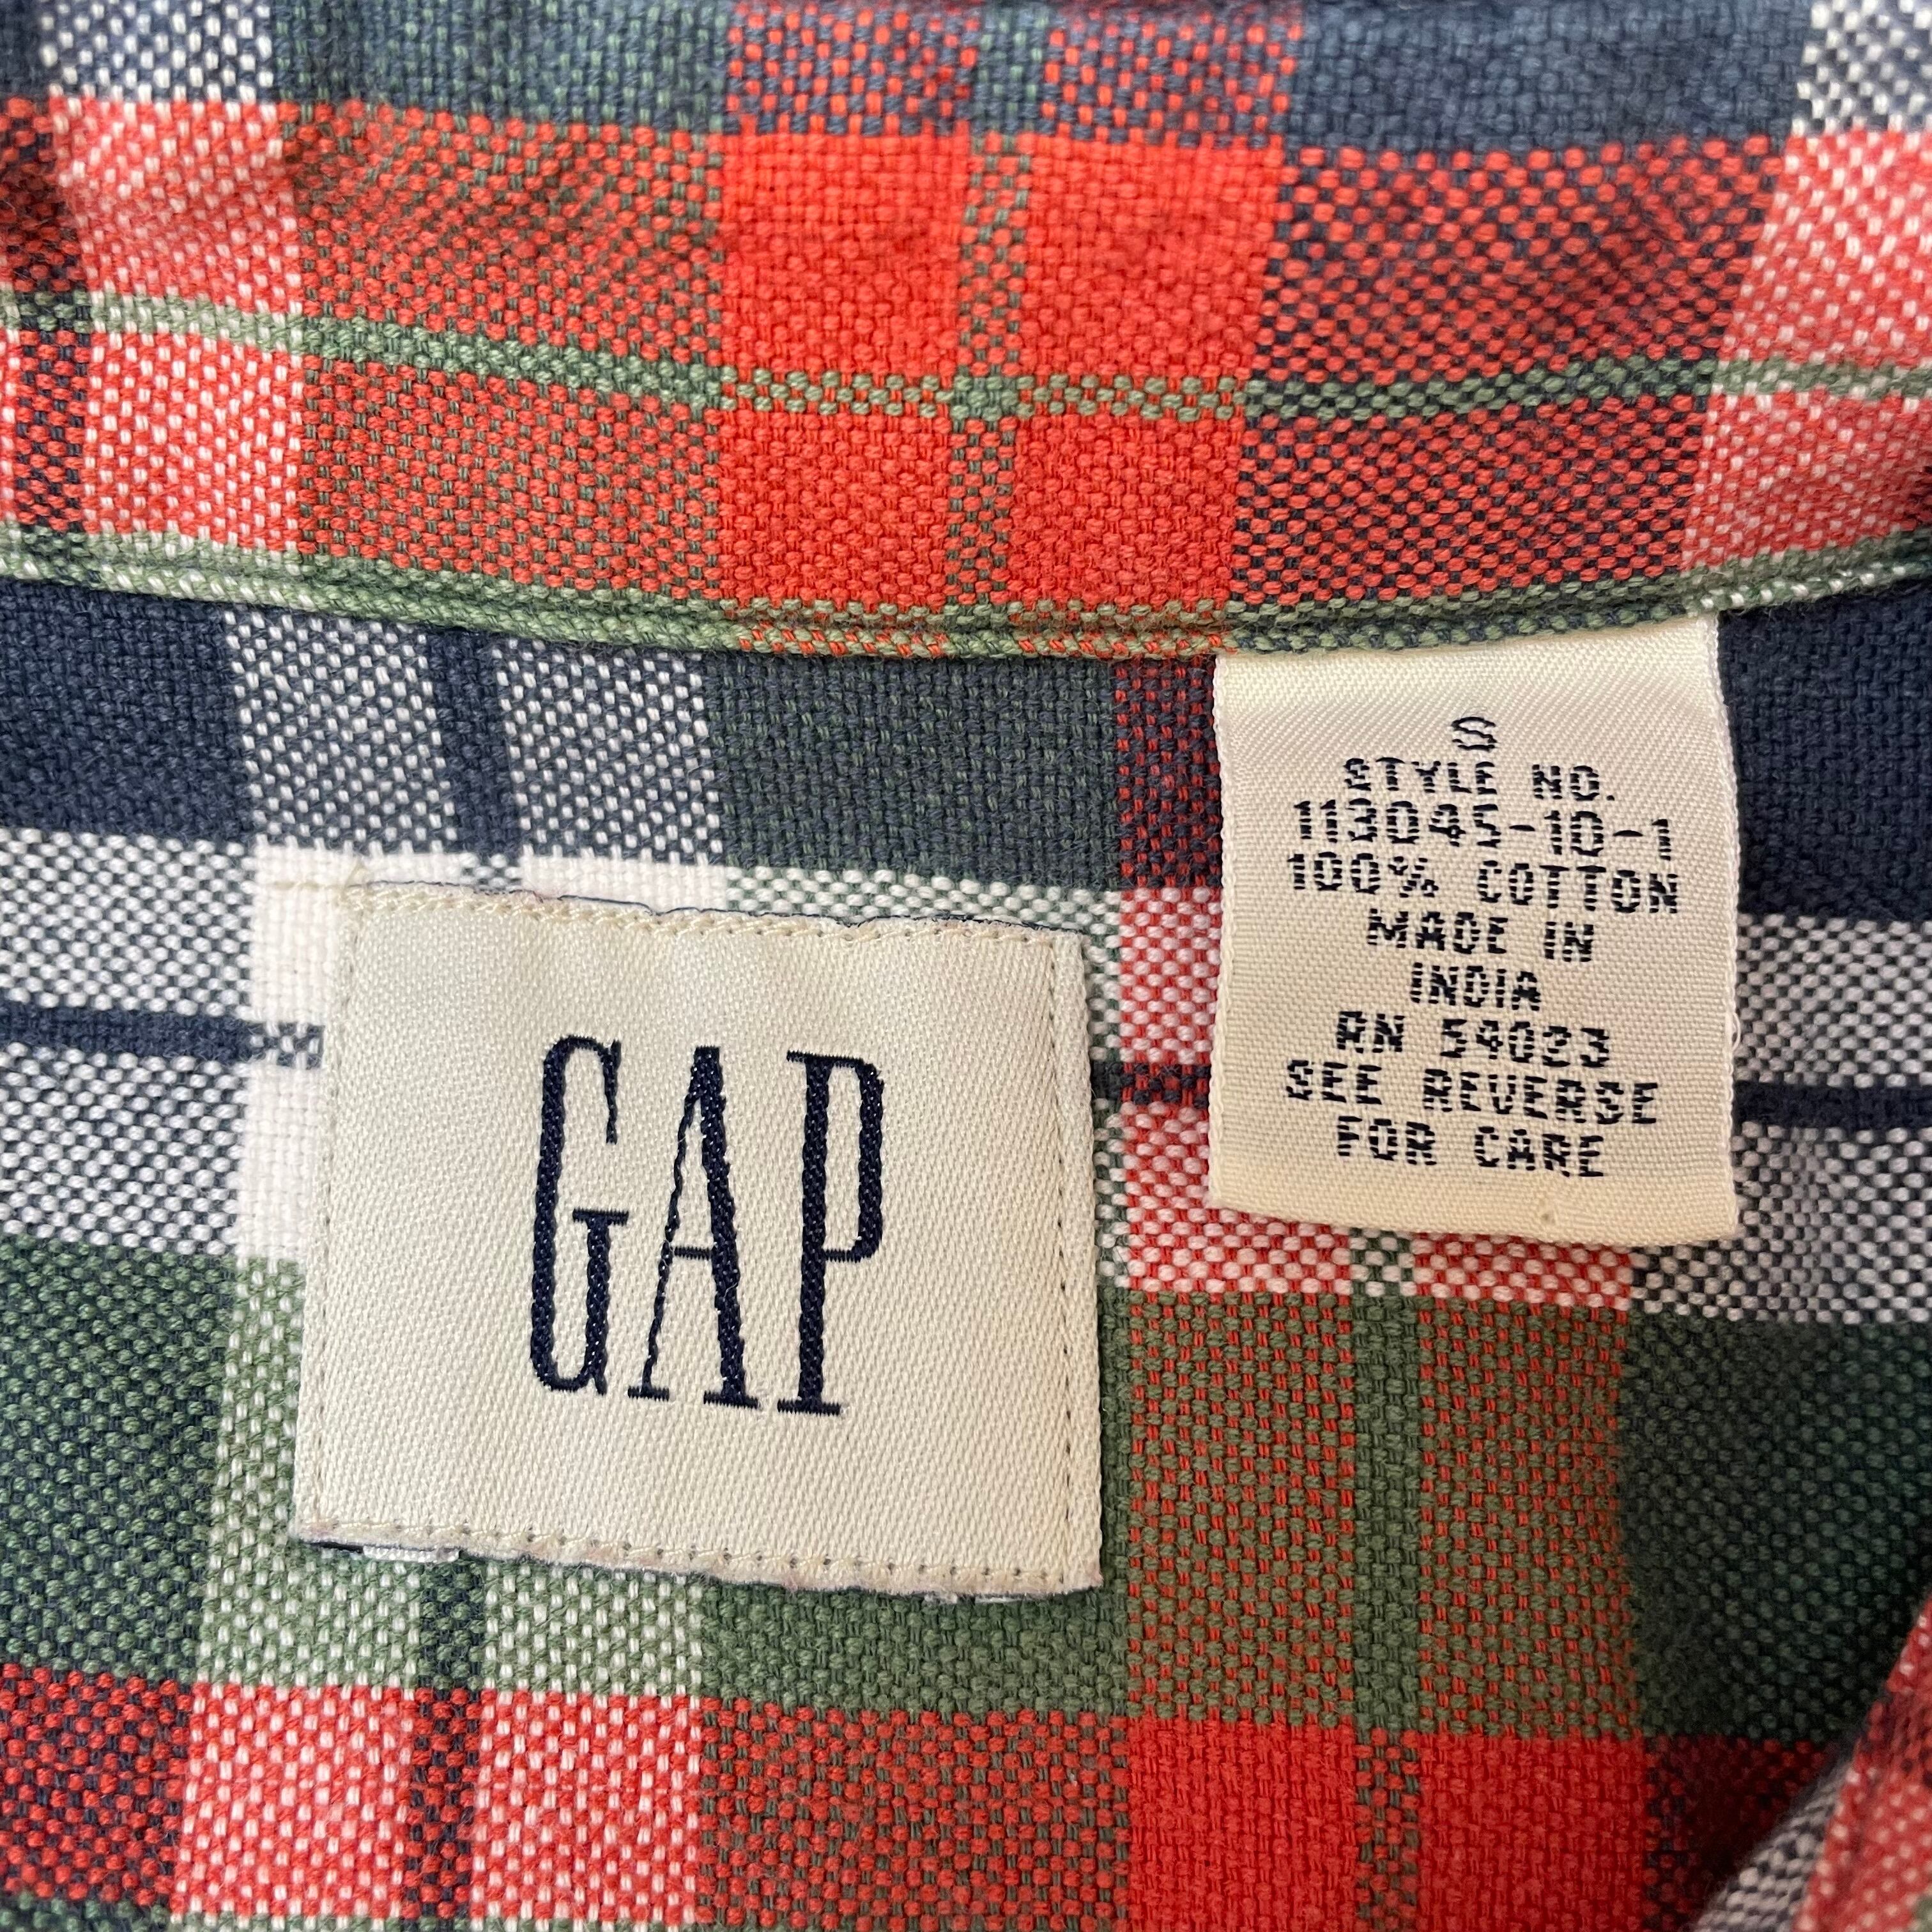 GAP
S
STYLE NO.
113045-10-1
100% COTTON
MADE IN
INDIA
RN 54023
SEE REVERSE
FOR CARE